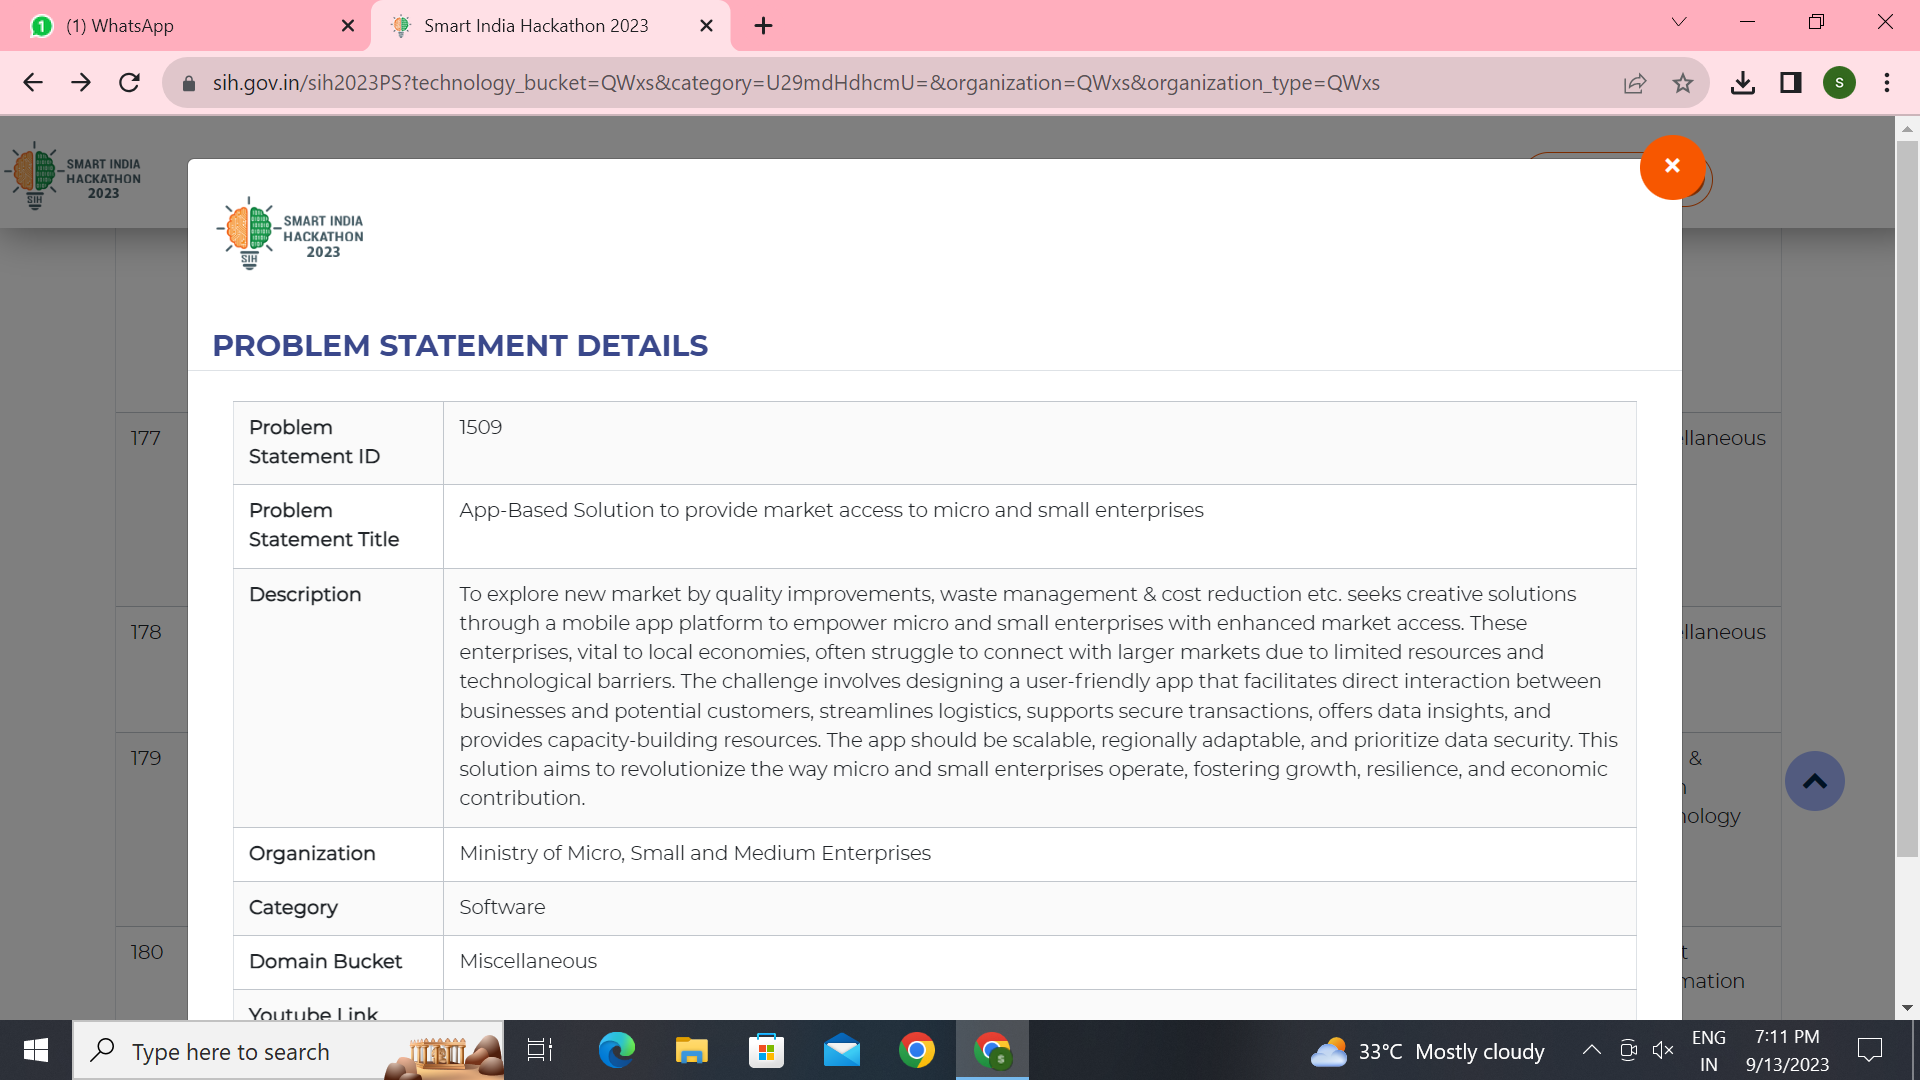 (1) WhatsApp
Smart India Hackathon 2023
sih.gov.in/sih2023PS?technology_bucket=QWxs&category=U29mdHdhcmU=&organization=QWxs&organization_type=QWxs
S
SMART INDIA
HACKATHON
2023
SIH
SMART INDIA
HACKATHON
2023
SIH
PROBLEM STATEMENT DETAILS
Problem
Statement ID
1509
Problem
Statement Title
App-Based Solution to provide market access to micro and small enterprises
Description
To explore new market by quality improvements, waste management & cost reduction etc. seeks creative solutions
through a mobile app platform to empower micro and small enterprises with enhanced market access. These
enterprises, vital to local economies, often struggle to connect with larger markets due to limited resources and
technological barriers. The challenge involves designing a user-friendly app that facilitates direct interaction between
businesses and potential customers, streamlines logistics, supports secure transactions, offers data insights, and
provides capacity-building resources. The app should be scalable, regionally adaptable, and prioritize data security. This
solution aims to revolutionize the way micro and small enterprises operate, fostering growth, resilience, and economic
contribution.
Organization
Ministry of Micro, Small and Medium Enterprises
Category
Software
Domain Bucket
Miscellaneous
Youtube Link
177
llaneous
178
llaneous
179
&
nology
180
t
mation
Type here to search
33°C Mostly cloudy
ENG
IN
7:11 PM
9/13/2023